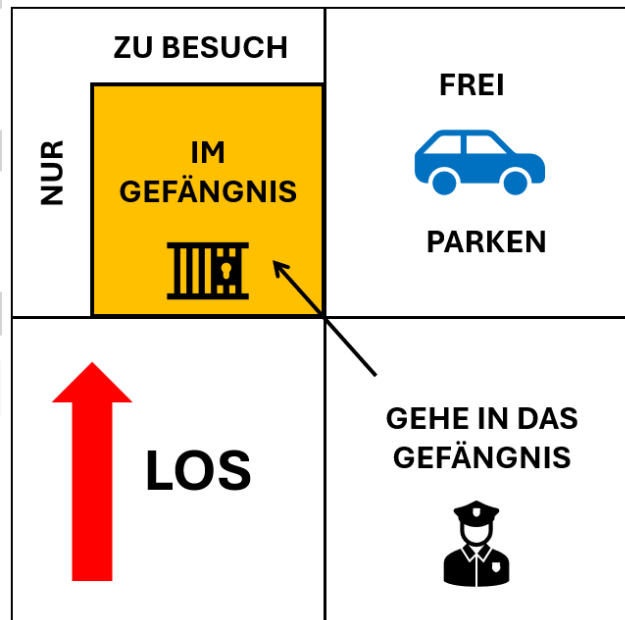 ZU BESUCH
NUR
IM
GEFÄNGNIS
FREI
PARKEN
LOS
GEHE IN DAS
GEFÄNGNIS